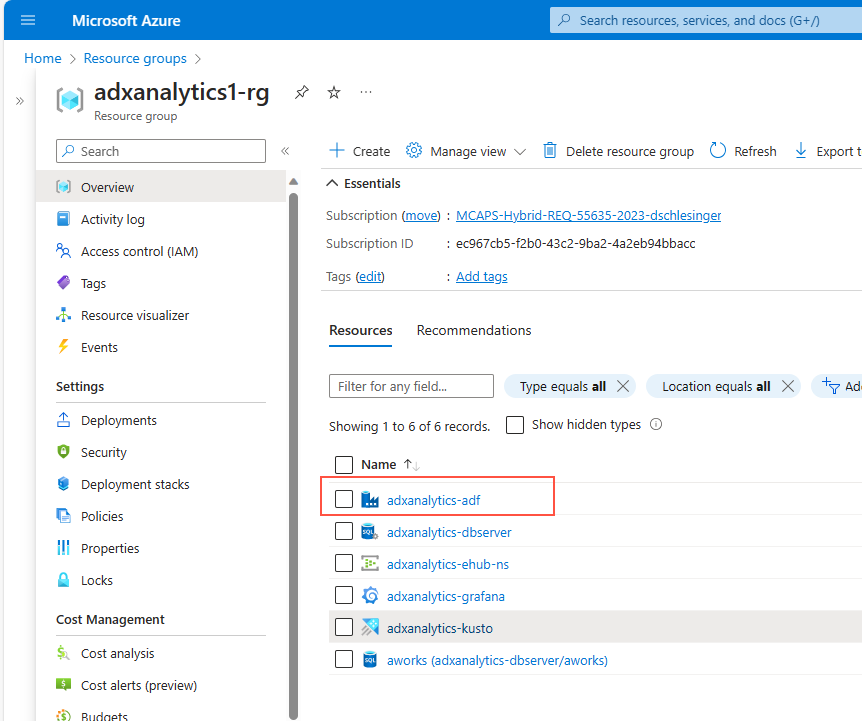 Microsoft Azure
Search resources, services, and docs (G+/)
Home > Resource groups >
adxanalytics1-rg
Resource group
Search
Overview
Activity log
Access control (IAM)
Tags
Resource visualizer
Events
Settings
Deployments
Security
Deployment stacks
Policies
Properties
Locks
Cost Management
Cost analysis
Cost alerts (preview)
Budgets
Create
Manage view
Delete resource group
Refresh
Export t
Essentials
Subscription (move) : MCAPS-Hybrid-REQ-55635-2023-dschlesinger
Subscription ID : ec967cb5-f2b0-43c2-9ba2-4a2eb94bbacc
Tags (edit) : Add tags
Resources Recommendations
Filter for any field...
Type equals all
Location equals all
Add
Showing 1 to 6 of 6 records.
Show hidden types
Name
adxanalytics-adf
adxanalytics-dbserver
adxanalytics-ehub-ns
adxanalytics-grafana
adxanalytics-kusto
aworks (adxanalytics-dbserver/aworks)